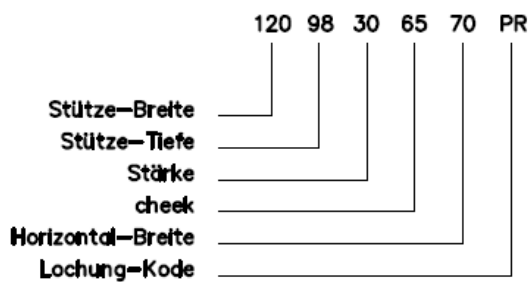 120 98 30 65 70 PR
Stütze-Breite
Stütze-Tiefe
Stärke
cheek
Horizontal-Breite
Lochung-Kode